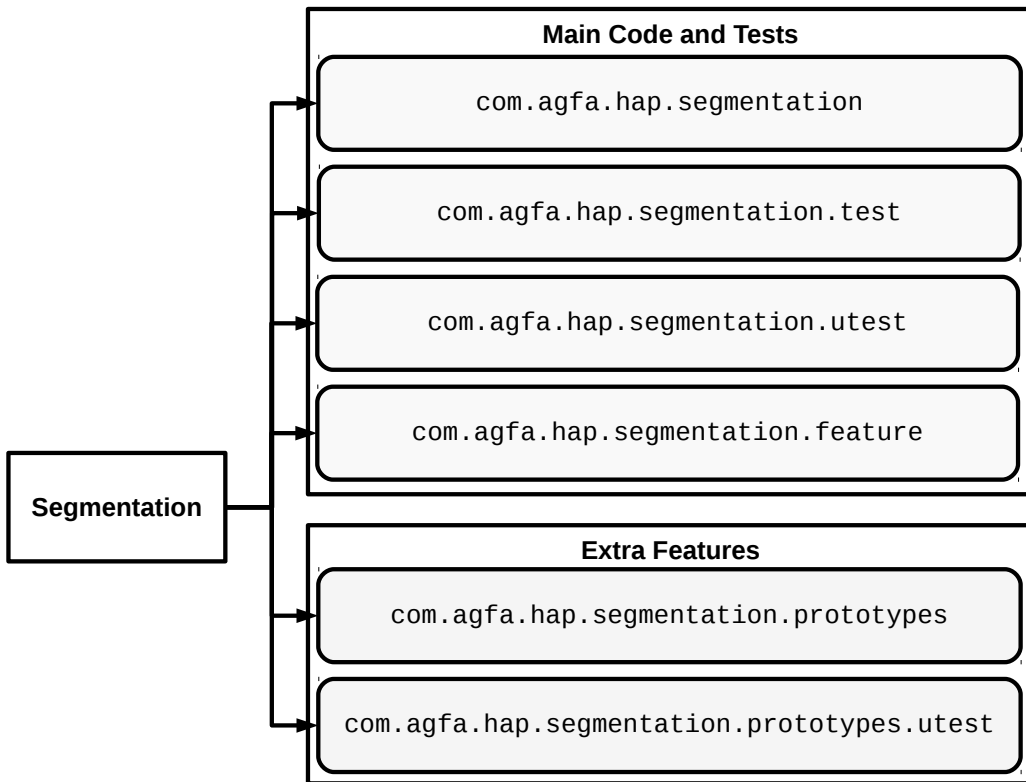 Main Code and Tests
com.agfa.hap.segmentation
com.agfa.hap.segmentation.test
com.agfa.hap.segmentation.utest
com.agfa.hap.segmentation.feature
Segmentation
Extra Features
com.agfa.hap.segmentation.prototypes
com.agfa.hap.segmentation.prototypes.utest